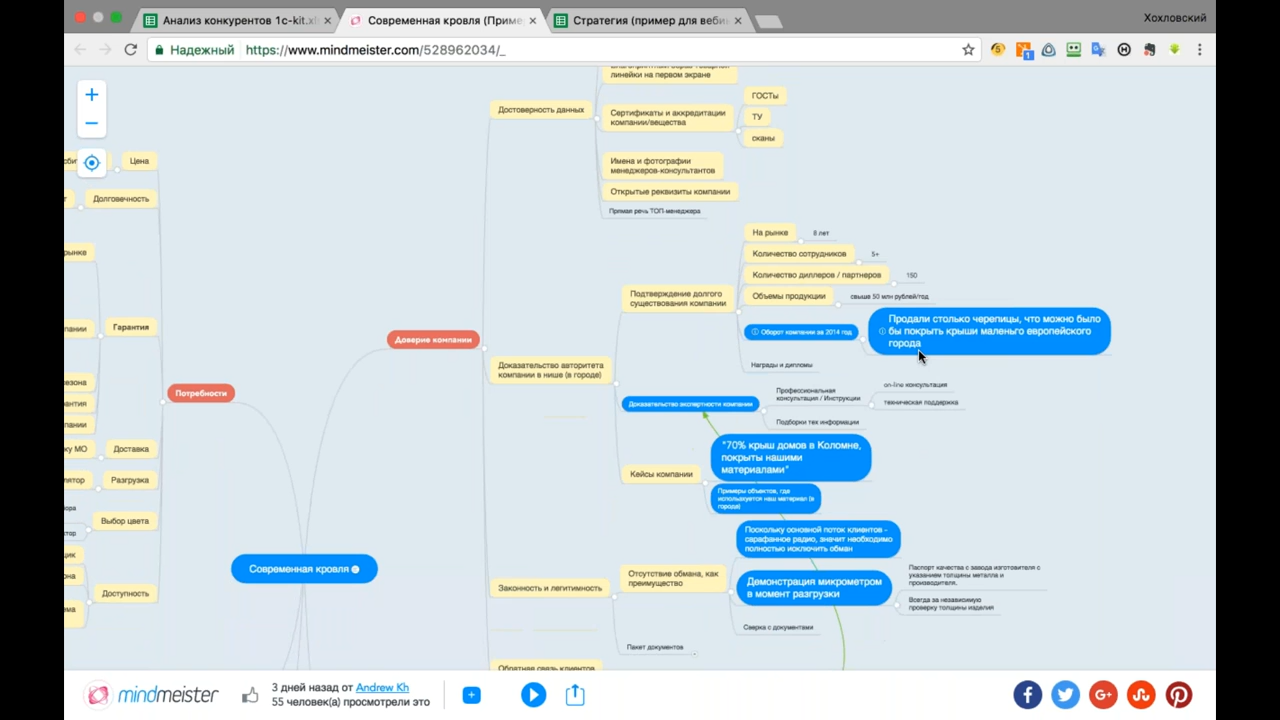 Анализ конкурентов 1c-kit.xl
Современная кровля (Приме
Стратегия (пример для веби
Хохловский
Надежный
https://www.mindmeister.com/528962034/_
линейки на первом экране
Достоверность данных
Сертификаты и аккредитации
компании/вещества
ГОСТы
ТУ
сканы
Имена и фотографии
менеджеров-консультантов
Открытые реквизиты компании
Прямая речь ТОП-менеджера
Цена
Долговечность
Гарантия
Потребности
Доставка
Разгрузка
Выбор цвета
Доступность
Современная кровля
Доверие компании
Доказательство авторитета
компании в нише (в городе)
Подтверждение долгого
существования компании
На рынке
8 лет
Количество сотрудников
5+
Количество диллеров / партнеров
150
Объемы продукции
свыше 50 млн рублей/год
Оборот компании за 2014 год
Продали столько черепицы, что можно было
бы покрыть крыши маленьго европейского
города
Награды и дипломы
Доказательство экспертности компании
Профессиональная
консультация / Инструкции
on-line консультация
техническая поддержка
Подборки тех информации
Кейсы компании
"70% крыш домов в Коломне,
покрыты нашими
материалами"
Примеры объектов, где
используется наш материал (в
городе)
Законность и легитимность
Отсутствие обмана, как
преимущество
Поскольку основной поток клиентов -
сарафанное радио, значит необходимо
полностью исключить обман
Демонстрация микрометром
в момент разгрузки
Паспорт качества с завода изготовителя с
указанием толщины металла и
производителя.
Всегда за независимую
проверку толщины изделия
Сверка с документами
Пакет документов
Обратная связь клиентов
mindmeister
3 дней назад от Andrew Kh
55 человек(а) просмотрели это